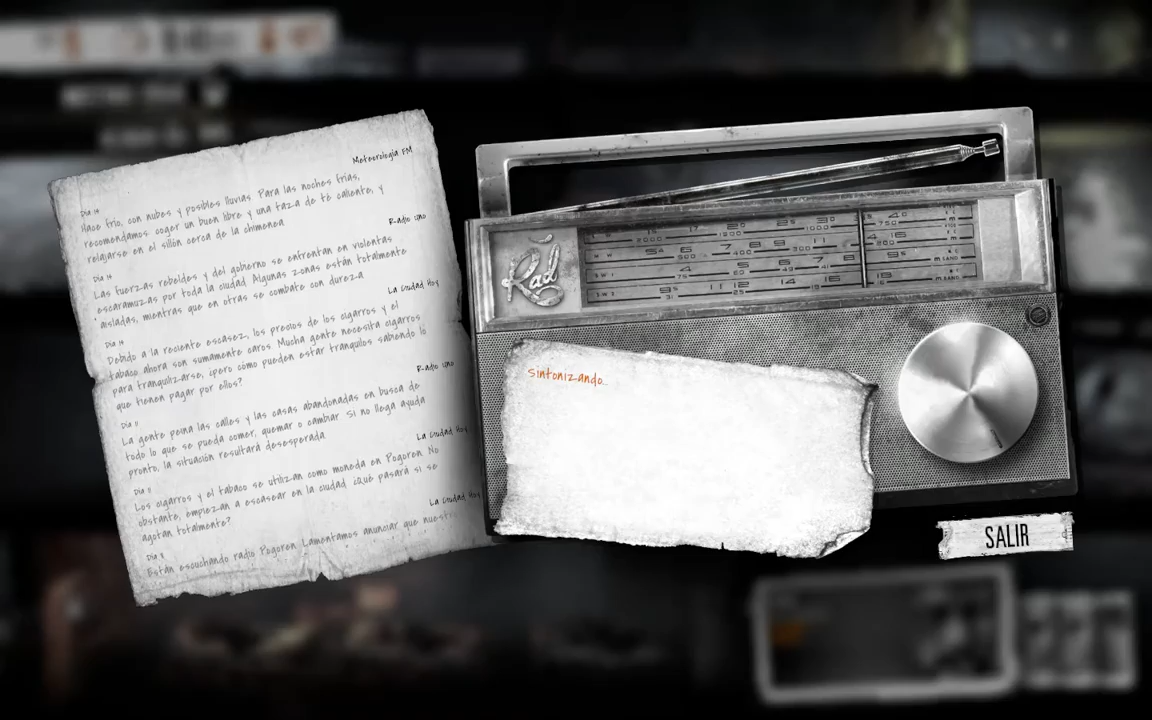 Meteorología FM
Día 14
Hace frío, con nubes y posibles lluvias. Para las noches frías,
recomendamos: coger un buen libre y una taza de té caliente, y
relajarse en el sillón cerca de la chimenea
Radio Uno
Día 14
Las fuerzas rebeldes y del gobierno se enfrentan en violentas
escaramuzas por toda la ciudad. Algunas zonas están totalmente
aisladas, mientras que en otras se combate con dureza
La Ciudad Hoy
Día 14
Debido a la reciente escasez, los precios de los cigarros y el
tabaco ahora son sumamente caros. Mucha gente necesita cigarros
para tranquilizarse, ¿pero cómo pueden estar tranquilos sabiendo lo
que tienen pagar por ellos?
Radio Uno
Día 11
La gente peina las calles y las casas abandonadas en busca de
todo lo que se pueda comer, quemar o cambiar. Si no llega ayuda
pronto, la situación resultará desesperada
La Ciudad Hoy
Día 11
Los cigarros y el tabaco se utilizan como moneda en Pogoren. No
obstante, empiezan a escasear en la ciudad. ¿Qué pasará si se
agotan totalmente?
La Ciudad Hoy
Día
Están escuchando radio Pogoren. Lamentamos anunciar que nuestr
Rad
Sintonizando...
SALIR